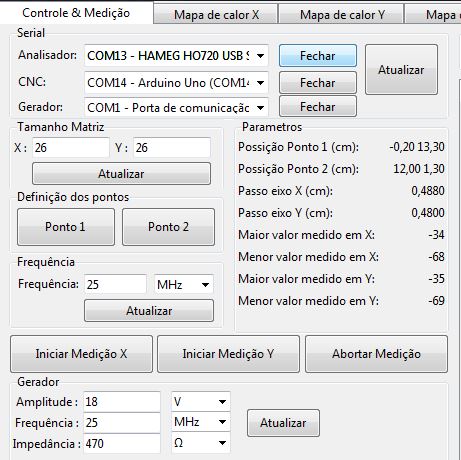 Controle & Medição Mapa de calor X Mapa de calor Y Mapa
Serial
Analisador: COM13 - HAMEG HO720 USB Fechar
CNC: COM14 - Arduino Uno (COM14 Fechar Atualizar
Gerador: COM1 - Porta de comunicação Fechar
Tamanho Matriz
X : 26 Y : 26
Atualizar
Definição dos pontos
Ponto 1 Ponto 2
Frequência
Frequência: 25 MHz
Atualizar
Parametros
Possição Ponto 1 (cm): -0,20 13,30
Possição Ponto 2 (cm): 12,00 1,30
Passo eixo X (cm): 0,4880
Passo eixo Y (cm): 0,4800
Maior valor medido em X: -34
Menor valor medido em X: -68
Maior valor medido em Y: -35
Menor valor medido em Y: -69
Iniciar Medição X Iniciar Medição Y Abortar Medição
Gerador
Amplitude : 18 V
Frequência : 25 MHz Atualizar
Impedância : 470 Ω